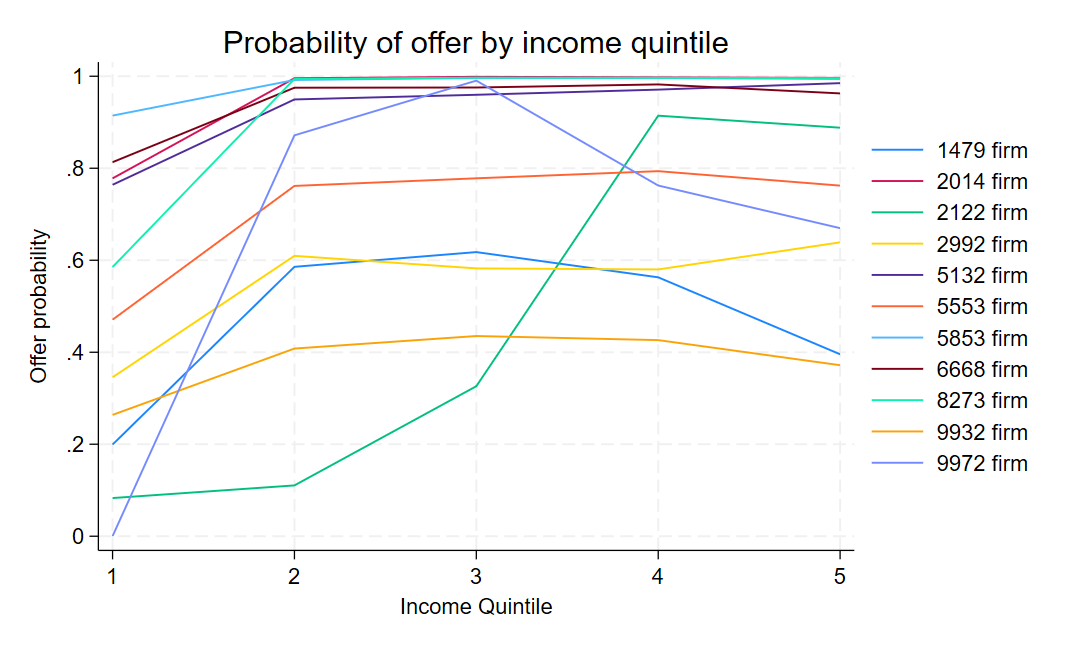 Probability of offer by income quintile
Offer probability
1
.8
.6
.4
.2
0
1 2 3 4 5
Income Quintile
1479 firm
2014 firm
2122 firm
2992 firm
5132 firm
5553 firm
5853 firm
6668 firm
8273 firm
9932 firm
9972 firm